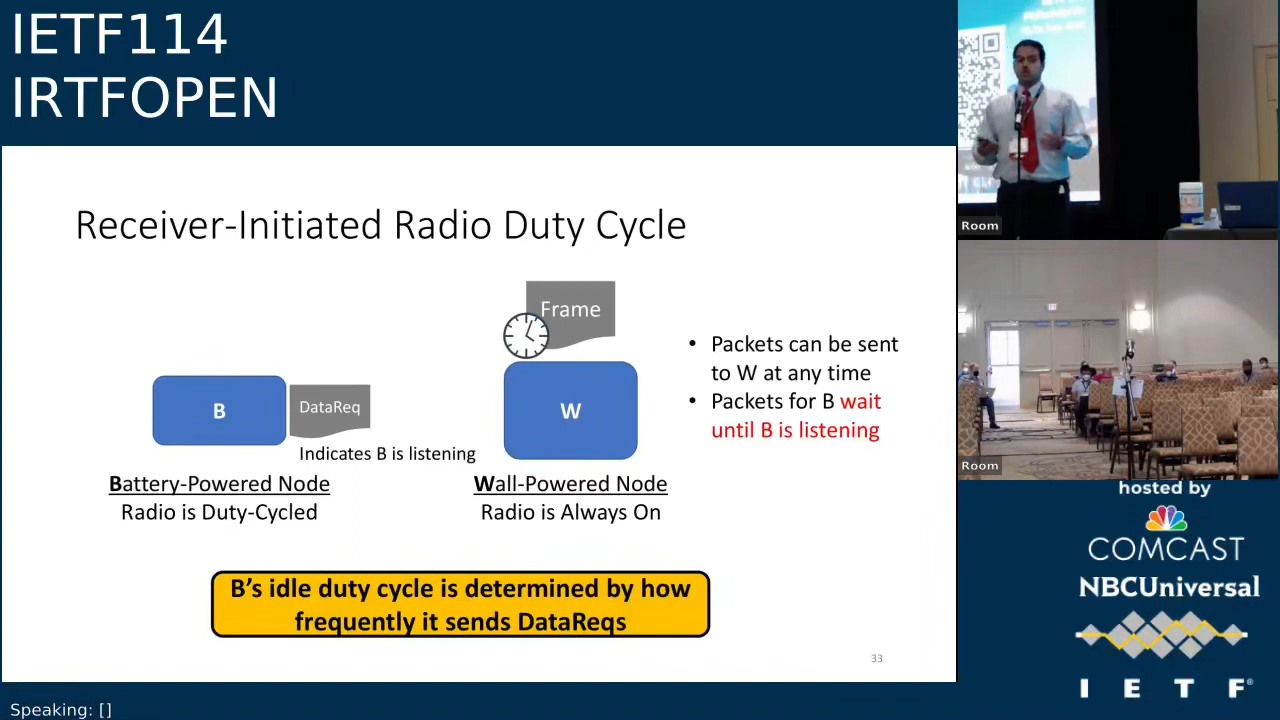 IETF114
IRTFOPEN
Receiver-Initiated Radio Duty Cycle
Frame
B
DataReq
W
Indicates B is listening
Battery-Powered Node
Radio is Duty-Cycled
Wall-Powered Node
Radio is Always On
• Packets can be sent
to W at any time
• Packets for B wait
until B is listening
B's idle duty cycle is determined by how
frequently it sends DataReqs
33
Room
Room
hosted by
COMCAST
NBCUniversal
I E T F®
Speaking: []